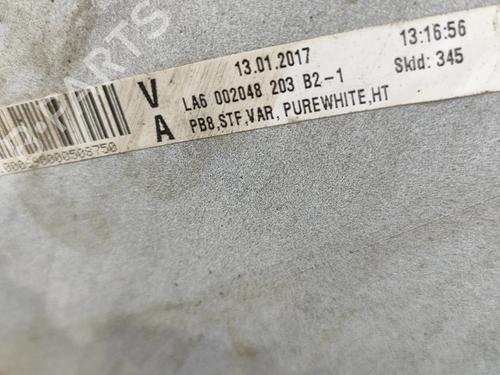 13.01.2017
13:16:56
V
LA6 002048 203 B2-1
Skid: 345
A
PB8,STF,VAR, PUREWHITE,HT